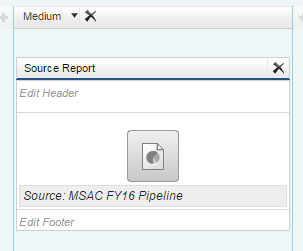 Medium
Source Report
Edit Header
Source: MSAC FY16 Pipeline
Edit Footer